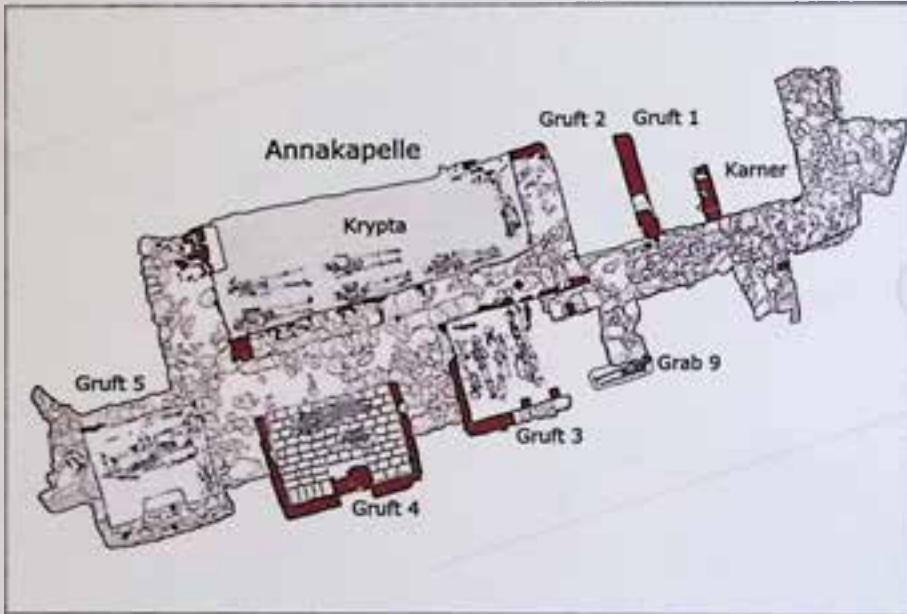 Gruft 2
Gruft 1
Annakapelle
Karner
Krypta
Grab 9
Gruft 5
Gruft 3
Gruft 4